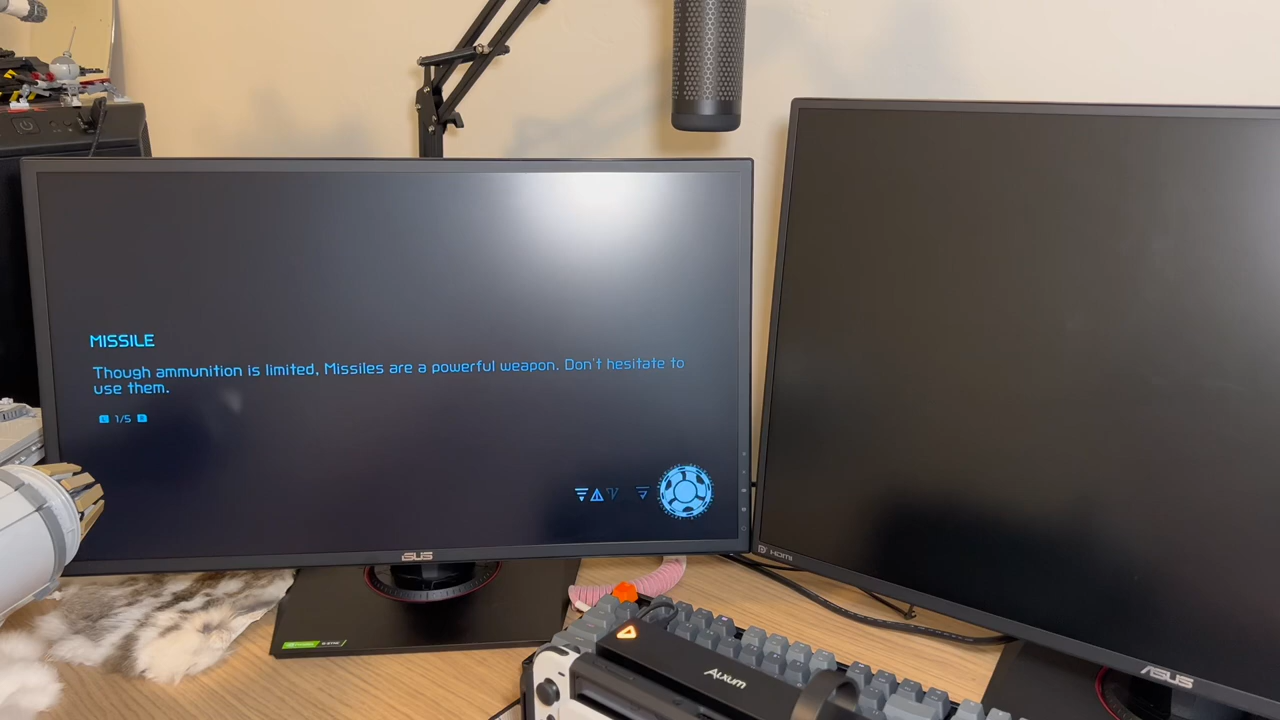 MISSILE
Though ammunition is limited, Missiles are a powerful weapon. Don't hesitate to
use them.
1/5
ASUS
HDMI
ASUS
AUXUM